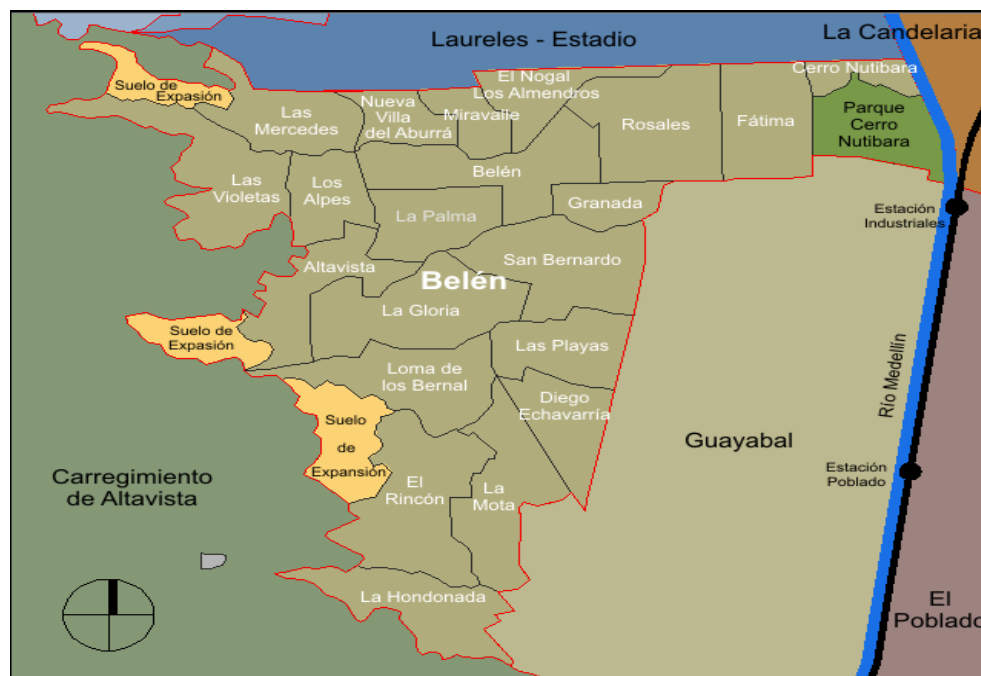 La Candelaria
Laureles - Estadio
Cerro Nutibara
El Nogal
Los Almendros
Suelo de
Expasión
Nueva
Villa
del Aburrá
Miravalle
Las
Mercedes
Rosales
Fátima
Parque
Cerro
Nutibara
Belén
Las
Violetas
Los
Alpes
La Palma
Granada
Estación
Industriales
Altavista
San Bernardo
Belén
La Gloria
Suelo de
Expasión
Las Playas
Loma de
los Bernal
Río Medellín
Diego
Echavarría
Suelo
de
Expansión
Guayabal
Carregimiento
de Altavista
El
Rincón
La
Mota
Estación
Poblado
La Hondonada
El
Poblado